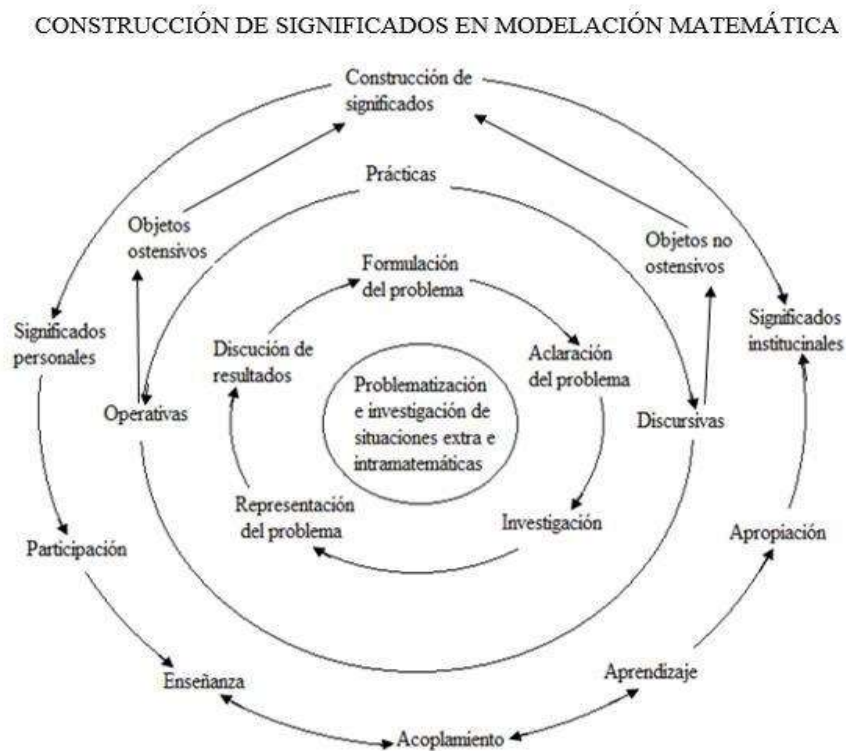 CONSTRUCCIÓN DE SIGNIFICADOS EN MODELACIÓN MATEMÁTICA
Construcción de
significados
Prácticas
Objetos
ostensivos
Objetos no
ostensivos
Formulación
del problema
Significados
personales
Discución de
resultados
Aclaración
del problema
Significados
institucinales
Problematización
e investigación de
situaciones extra e
intramatemáticas
Operativas
Discursivas
Representación
del problema
Investigación
Participación
Apropiación
Enseñanza
Aprendizaje
Acoplamiento